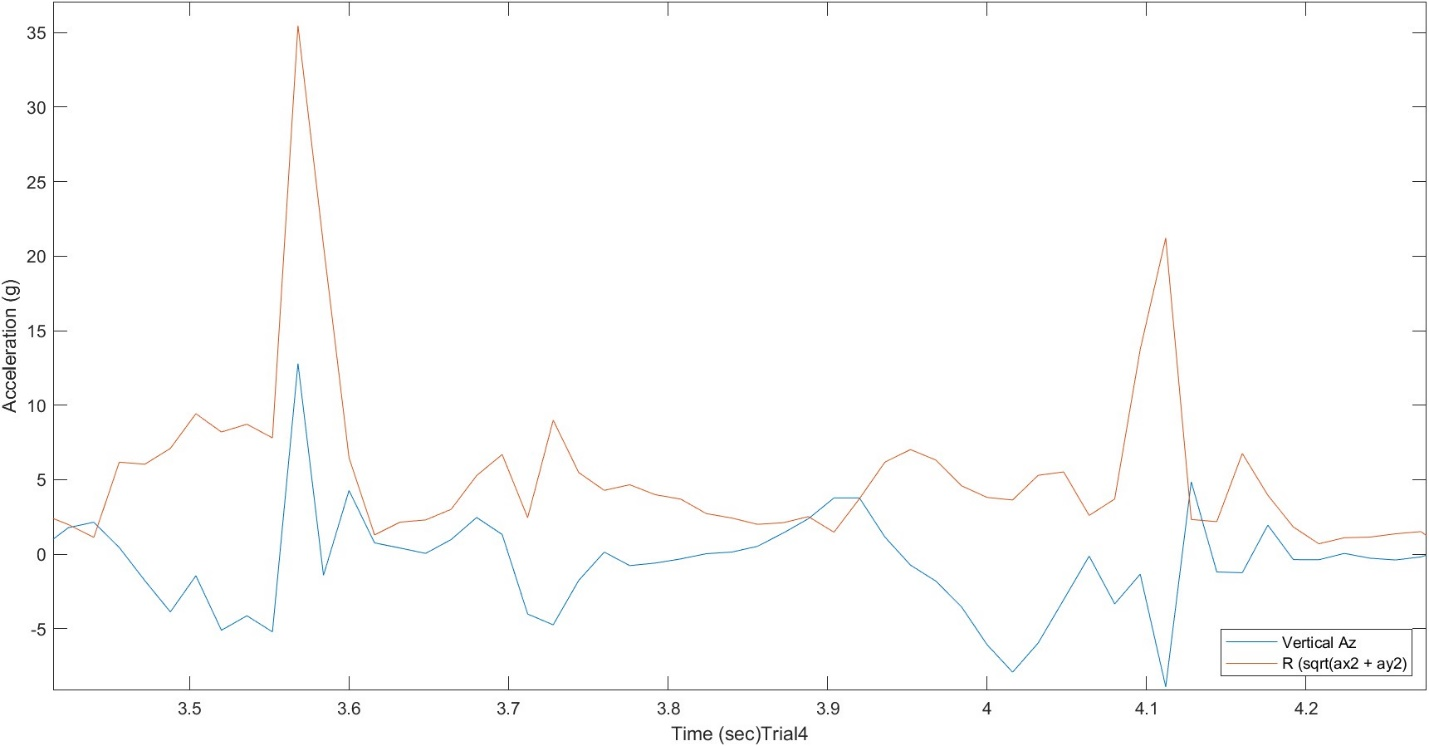 35
30
25
20
15
10
5
0
-5
Acceleration (g)
3.5 3.6 3.7 3.8 3.9 4 4.1 4.2
Time (sec)Trial4
Vertical Az
R (sqrt(ax2 + ay2)